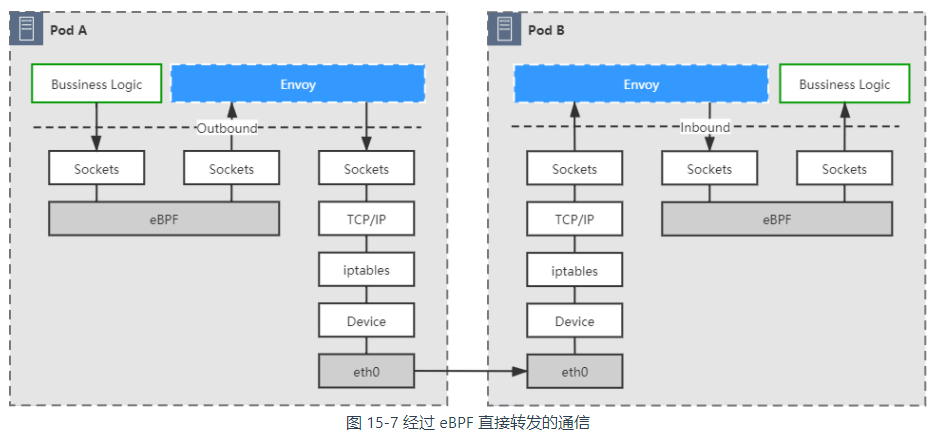 Pod A
Bussiness Logic
Envoy
Outbound
Sockets
Sockets
Sockets
eBPF
TCP/IP
iptables
Device
eth0
Pod B
Envoy
Bussiness Logic
Inbound
Sockets
Sockets
Sockets
TCP/IP
eBPF
iptables
Device
eth0
图 15-7 经过 eBPF 直接转发的通信